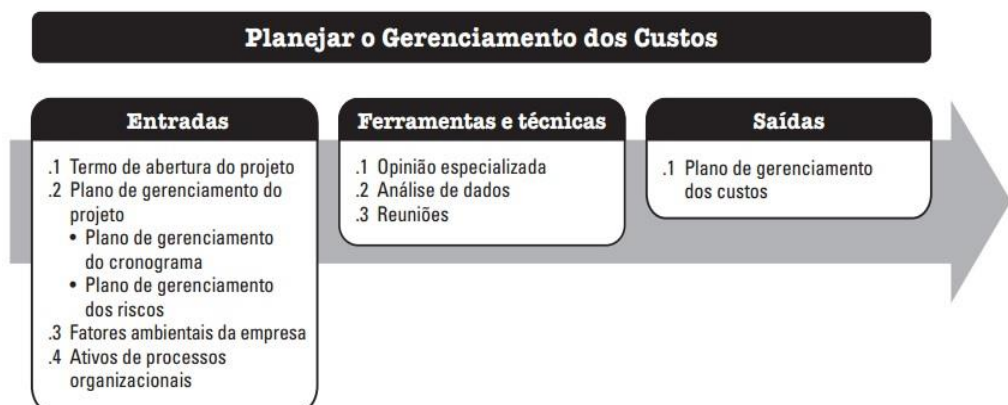 Planejar o Gerenciamento dos Custos
Entradas
.1 Termo de abertura do projeto
.2 Plano de gerenciamento do
projeto
• Plano de gerenciamento
do cronograma
• Plano de gerenciamento
dos riscos
.3 Fatores ambientais da empresa
.4 Ativos de processos
organizacionais
Ferramentas e técnicas
.1 Opinião especializada
.2 Análise de dados
.3 Reuniões
Saídas
.1 Plano de gerenciamento
dos custos